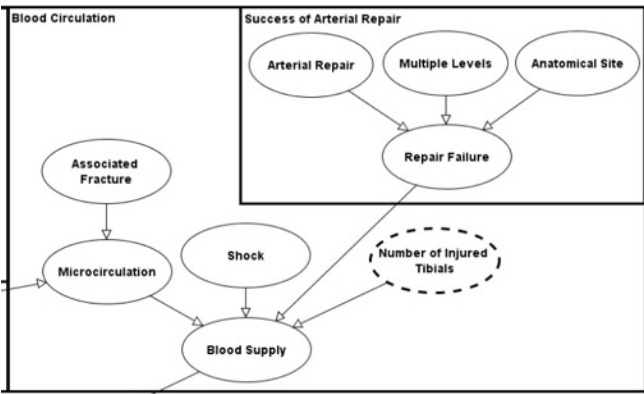 Blood Circulation
Success of Arterial Repair
Arterial Repair
Multiple Levels
Anatomical Site
Repair Failure
Associated
Fracture
Microcirculation
Shock
Number of Injured
Tibials
Blood Supply